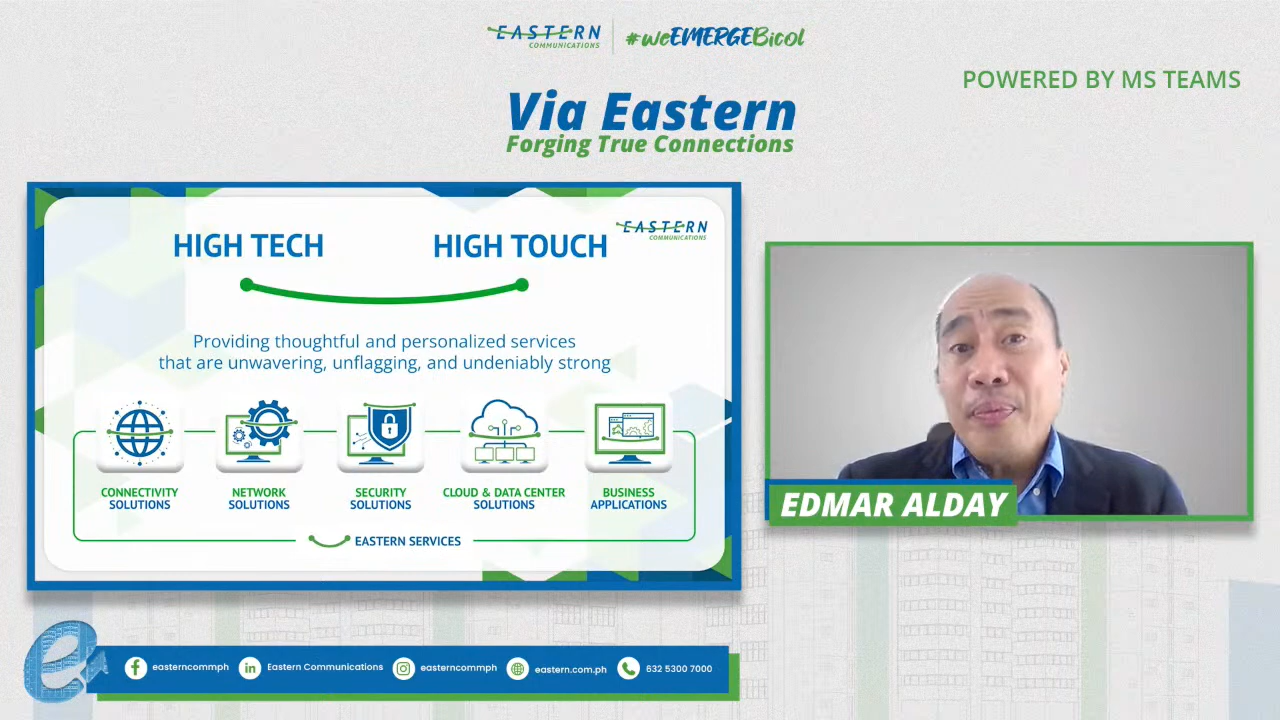 EASTERN
COMMUNICATIONS
#weEMERGEBicol
POWERED BY MS TEAMS
Via Eastern
Forging True Connections
EASTERN
COMMUNICATIONS
HIGH TECH
HIGH TOUCH
Providing thoughtful and personalized services
that are unwavering, unflagging, and undeniably strong
CONNECTIVITY
SOLUTIONS
NETWORK
SOLUTIONS
SECURITY
SOLUTIONS
CLOUD & DATA CENTER
SOLUTIONS
BUSINESS
APPLICATIONS
EASTERN SERVICES
EDMAR ALDAY
easterncommph
Eastern Communications
easterncommph
eastern.com.ph
632 5300 7000